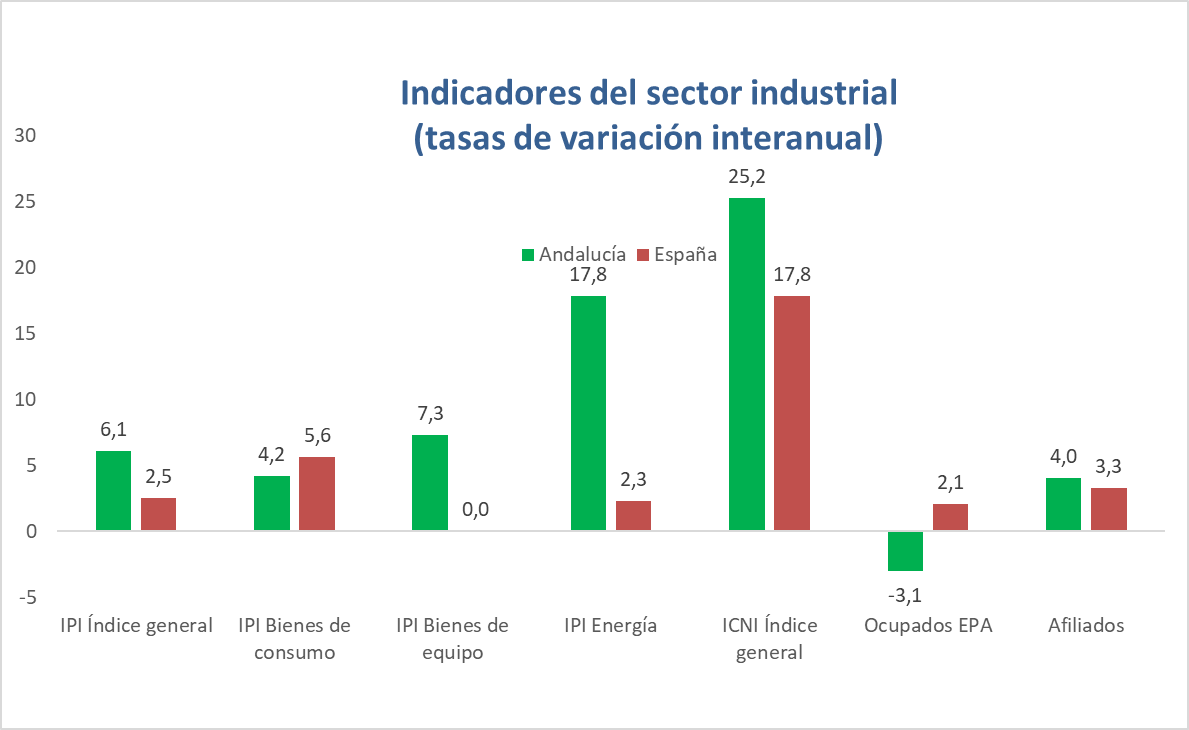 Indicadores del sector industrial
(tasas de variación interanual)
30
25
20
15
10
5
0
-5
Andalucía España
6,1
2,5
4,2
5,6
7,3
0,0
17,8
2,3
25,2
17,8
-3,1
2,1
4,0
3,3
IPI Índice general
IPI Bienes de
consumo
IPI Bienes de
equipo
IPI Energía
ICNI Índice
general
Ocupados EPA
Afiliados